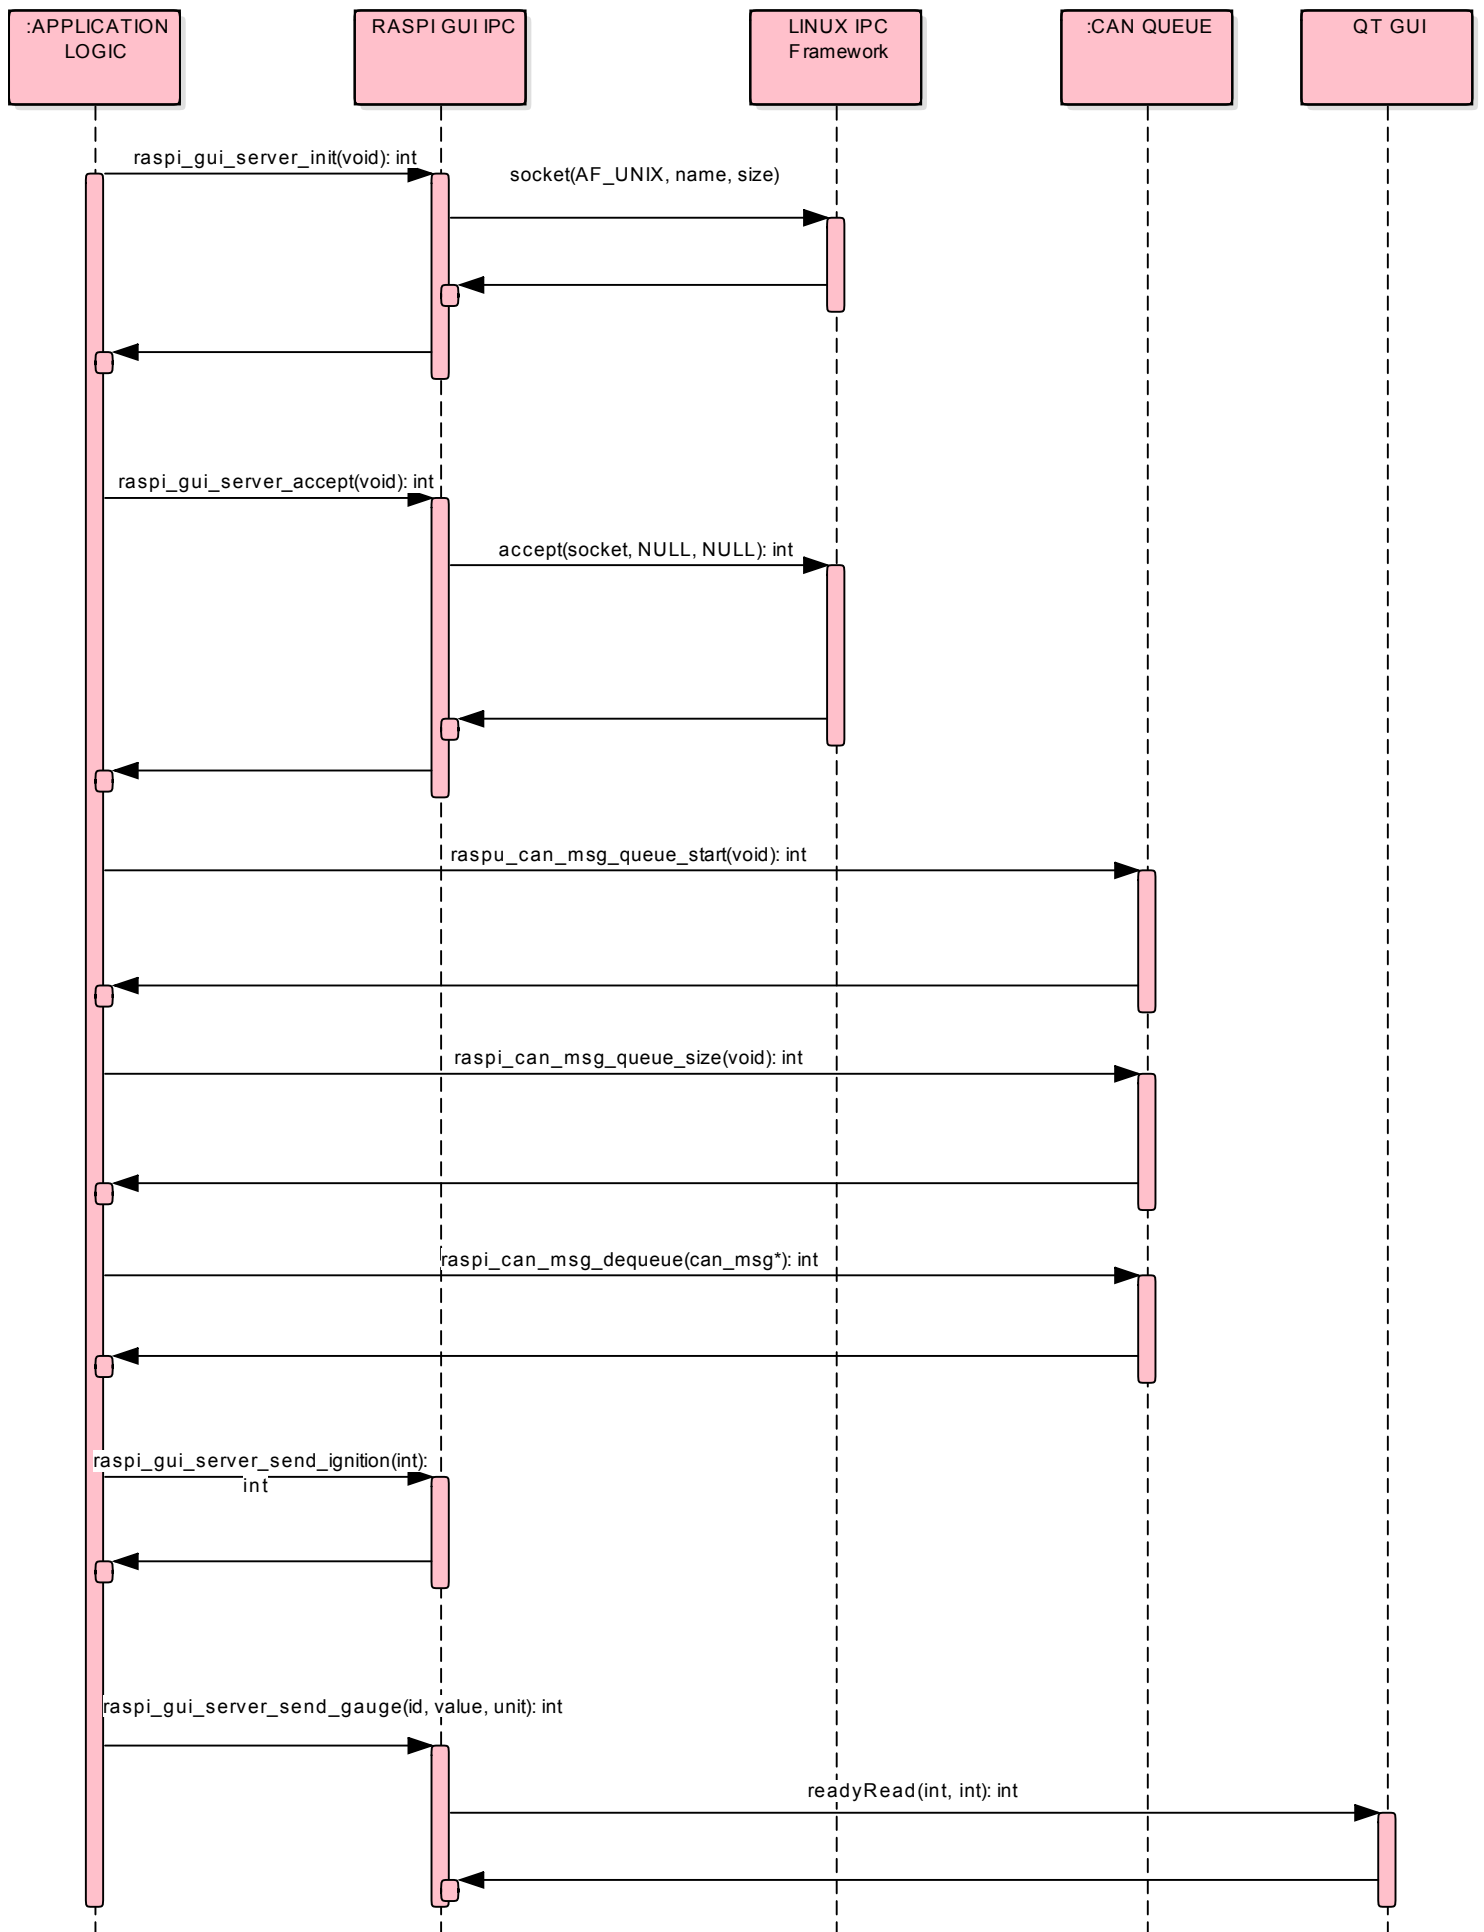 :APPLICATION
LOGIC
RASPI GUI IPC
LINUX IPC
Framework
:CAN QUEUE
QT GUI
raspi_gui_server_init(void): int
socket(AF_UNIX, name, size)
raspi_gui_server_accept(void): int
accept(socket, NULL, NULL): int
raspu_can_msg_queue_start(void): int
raspi_can_msg_queue_size(void): int
raspi_can_msg_dequeue(can_msg*): int
raspi_gui_server_send_ignition(int):
int
raspi_gui_server_send_gauge(id, value, unit): int
readyRead(int, int): int